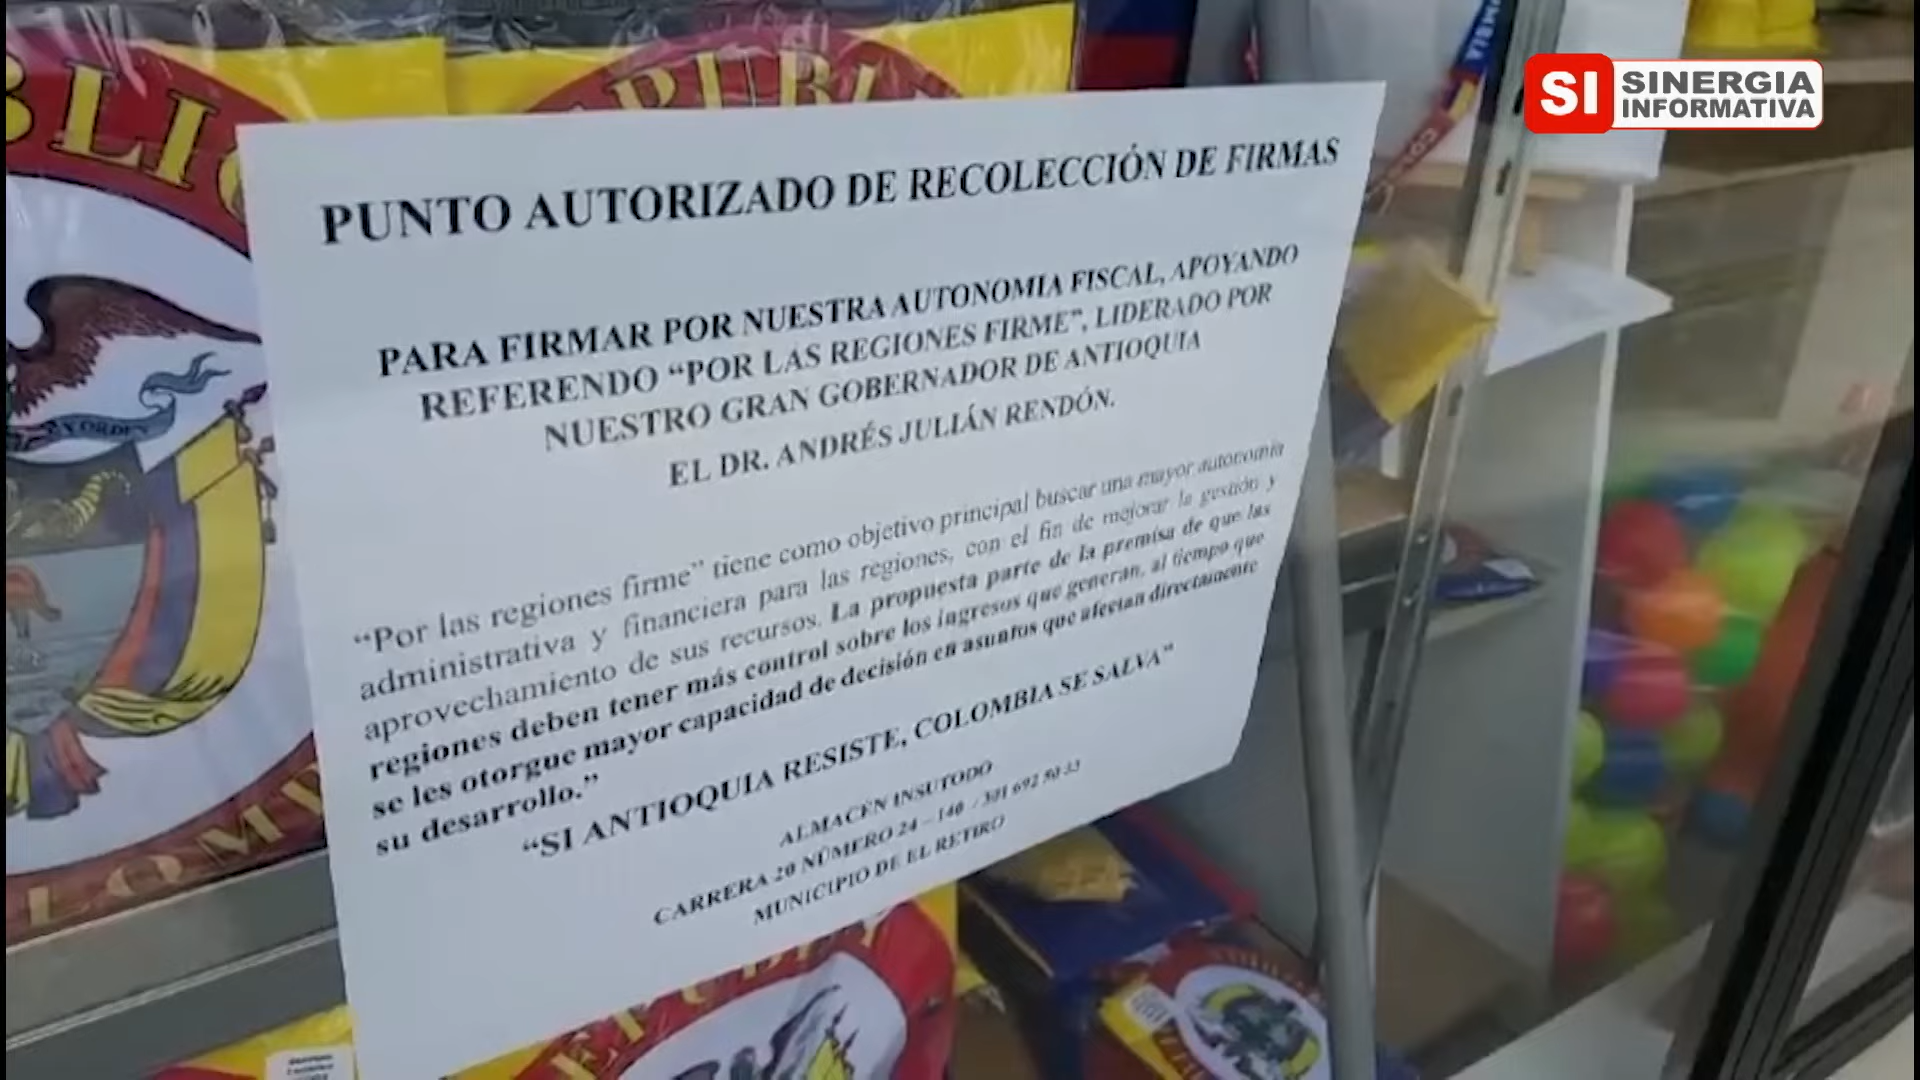 SI SINERGIA
INFORMATIVA
PUNTO AUTORIZADO DE RECOLECCIÓN DE FIRMAS
PARA FIRMAR POR NUESTRA AUTONOMIA FISCAL, APOYANDO
REFERENDO “POR LAS REGIONES FIRME”, LIDERADO POR
NUESTRO GRAN GOBERNADOR DE ANTIOQUIA
EL DR. ANDRÉS JULIÁN RENDÓN.
“Por las regiones firme” tiene como objetivo principal buscar una mayor autonomía
administrativa y financiera para las regiones, con el fin de mejorar la gestión y
aprovechamiento de sus recursos. La propuesta parte de la premisa de que las
regiones deben tener más control sobre los ingresos que generan, al tiempo que
se les otorgue mayor capacidad de decisión en asuntos que afectan directamente
su desarrollo.”
“SI ANTIOQUIA RESISTE, COLOMBIA SE SALVA”
ALMACÉN INSUTODO
CARRERA 20 NÚMERO 24 – 140 / 301 692 50 33
MUNICIPIO DE EL RETIRO